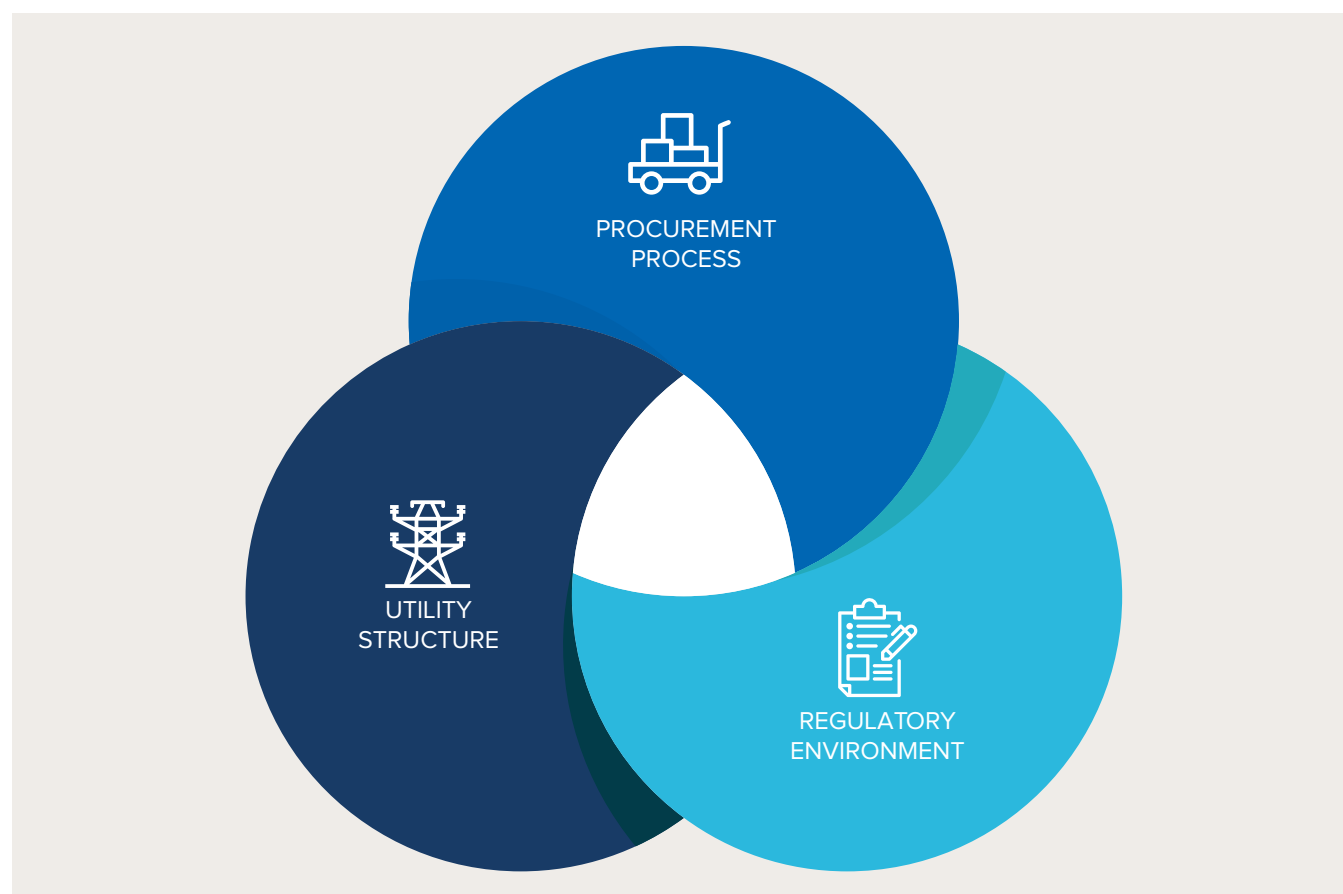 PROCUREMENT
PROCESS
UTILITY
STRUCTURE
REGULATORY
ENVIRONMENT